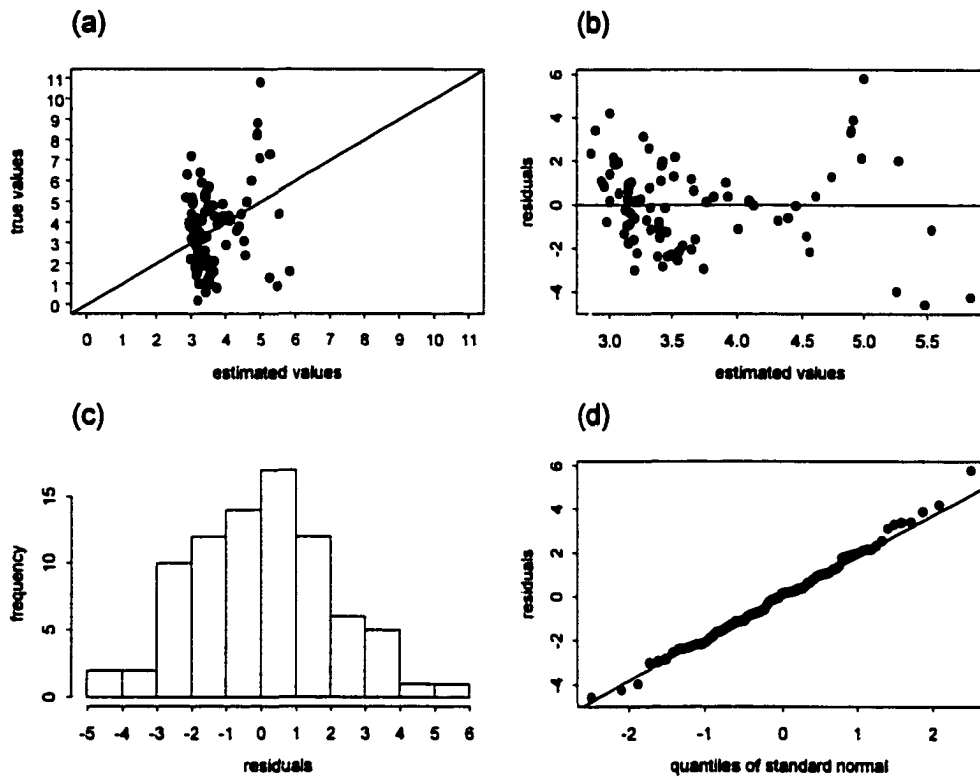 (a)
true values
11
10
9
8
7
6
5
4
3
2
1
0
0 1 2 3 4 5 6 7 8 9 10 11
estimated values
(b)
residuals
6
4
2
0
-2
-4
3.0 3.5 4.0 4.5 5.0 5.5
estimated values
(c)
frequency
15
10
5
0
-5 -4 -3 -2 -1 0 1 2 3 4 5 6
residuals
(d)
residuals
6
4
2
0
-2
-4
-2 -1 0 1 2
quantiles of standard normal